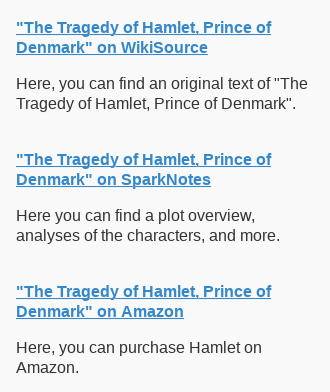 "The Tragedy of Hamlet, Prince of
Denmark" on WikiSource
Here, you can find an original text of "The
Tragedy of Hamlet, Prince of Denmark".
"The Tragedy of Hamlet, Prince of
Denmark" on SparkNotes
Here you can find a plot overview,
analyses of the characters, and more.
"The Tragedy of Hamlet, Prince of
Denmark" on Amazon
Here, you can purchase Hamlet on
Amazon.